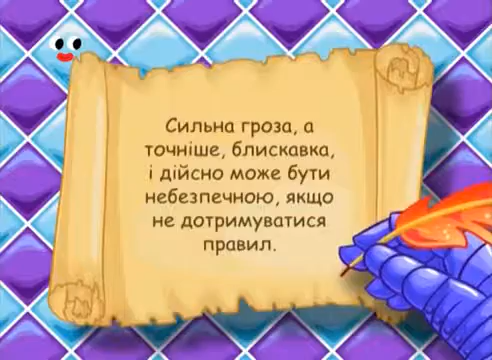 Сильна гроза, а
точніше, блискавка,
і дійсно може бути
небезпечною, якщо
не дотримуватися
правил.